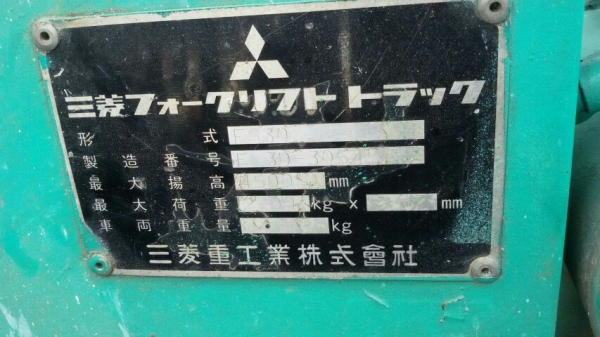 三菱フォークリフトトラック
形式
製造番号
最大揚高 mm
最大荷重 kg x mm
車両重量 kg
三菱重工業株式會社